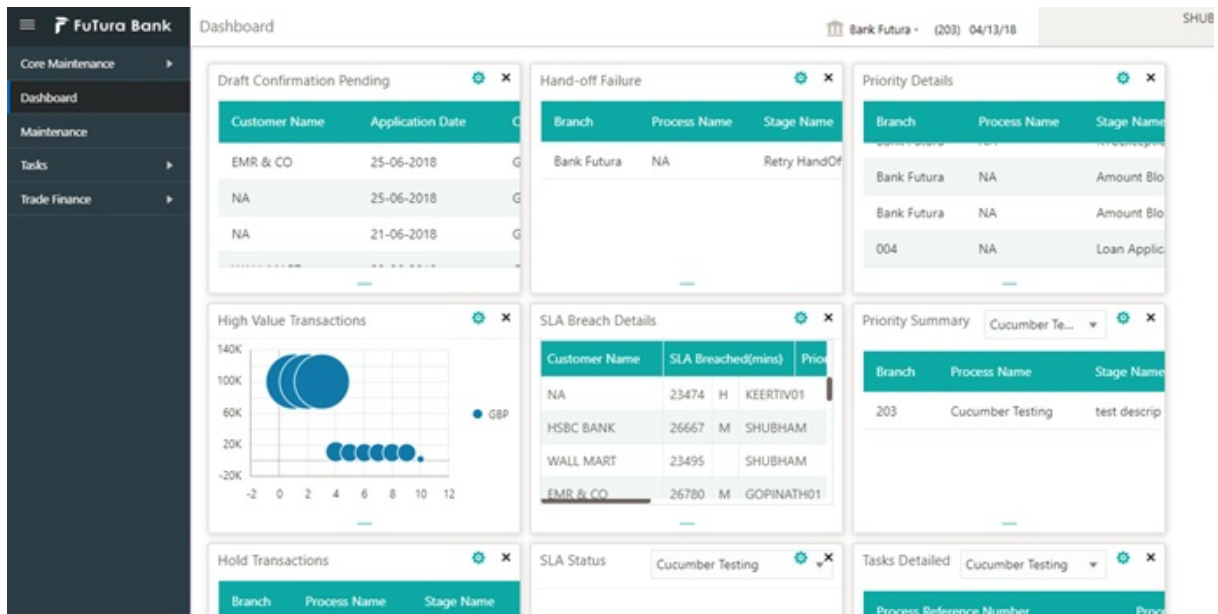 FuTura Bank
Dashboard
Bank Futura - (203) 04/13/18
SHUB
Core Maintenance
Dashboard
Maintenance
Tasks
Trade Finance
Draft Confirmation Pending
Customer Name Application Date
EMR & CO 25-06-2018 G
NA 25-06-2018 G
NA 21-06-2018 G
Hand-off Failure
Branch Process Name Stage Name
Bank Futura NA Retry HandOf
Priority Details
Branch Process Name Stage Name
Bank Futura NA Amount Blo
Bank Futura NA Amount Blo
004 NA Loan Applic
High Value Transactions
140K
100K
60K
20K
-20K
-2 0 2 4 6 8 10 12
GBP
SLA Breach Details
Customer Name SLA Breached(mins) Prior
NA 23474 H KEERTIV01
HSBC BANK 26667 M SHUBHAM
WALL MART 23495 SHUBHAM
EMR & CO 26780 M GOPINATH01
Priority Summary Cucumber Te...
Branch Process Name Stage Name
203 Cucumber Testing test descrip
Hold Transactions
Branch Process Name Stage Name
SLA Status Cucumber Testing
Tasks Detailed Cucumber Testing
Process Reference Number Proce